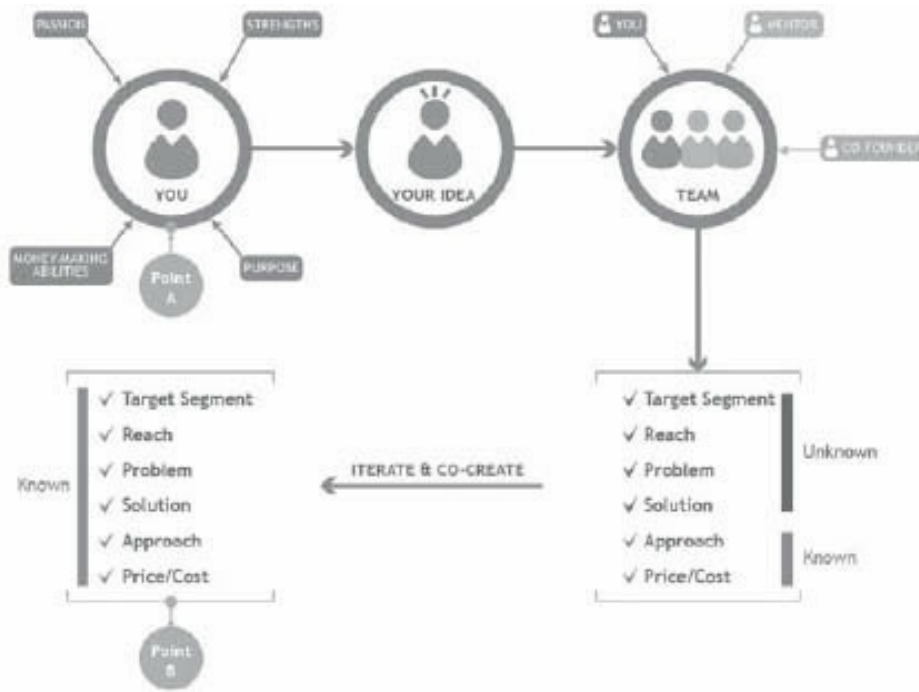 PASSION
STRENGTHS
YOU
MENTOR
YOU
YOUR IDEA
TEAM
CO-FOUNDER
MONEY-MAKING
ABILITIES
PURPOSE
Point
A
✓ Target Segment
✓ Reach
✓ Problem
✓ Solution
✓ Approach
✓ Price/Cost
Known
ITERATE & CO-CREATE
✓ Target Segment
✓ Reach
✓ Problem
✓ Solution
✓ Approach
✓ Price/Cost
Unknown
Known
Point
B